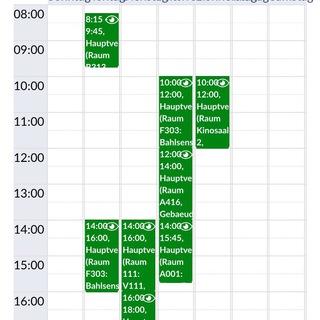 08:00
8:15
9:45,
Hauptve
(Raum
09:00
10:00
10:00
12:00,
Hauptve
(Raum
F303:
Bahlsens
10:00
12:00,
Hauptve
(Raum
Kinosaal
2,
11:00
12:00
12:00
14:00,
Hauptve
(Raum
A416,
Gebaeud
13:00
14:00
14:00
16:00,
Hauptve
(Raum
F303:
Bahlsens
14:00
16:00,
Hauptve
(Raum
111:
V111,
14:00
15:45,
Hauptve
(Raum
A001:
15:00
16:00
16:00
18:00,